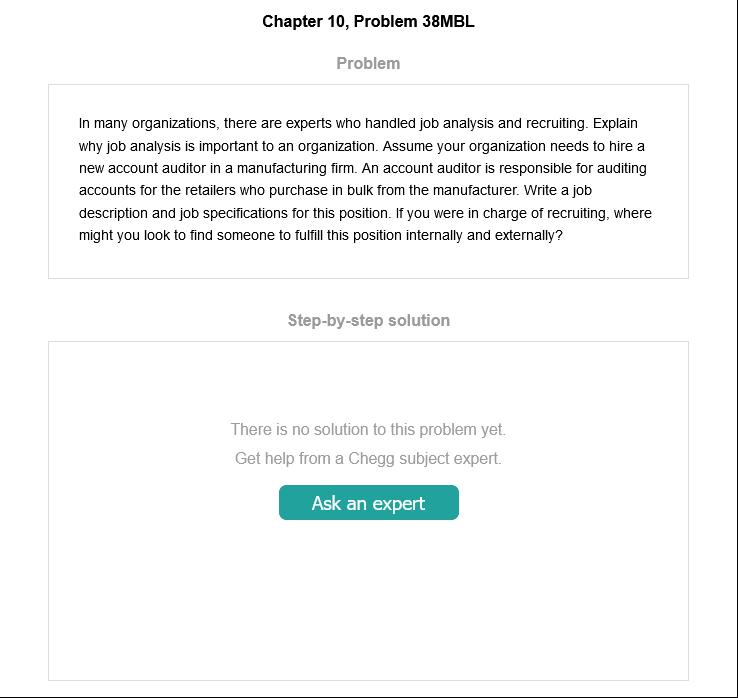 Chapter 10, Problem 38MBL
Problem
In many organizations, there are experts who handled job analysis and recruiting. Explain
why job analysis is important to an organization. Assume your organization needs to hire a
new account auditor in a manufacturing firm. An account auditor is responsible for auditing
accounts for the retailers who purchase in bulk from the manufacturer. Write a job
description and job specifications for this position. If you were in charge of recruiting, where
might you look to find someone to fulfill this position internally and externally?
Step-by-step solution
There is no solution to this problem yet.
Get help from a Chegg subject expert.
Ask an expert